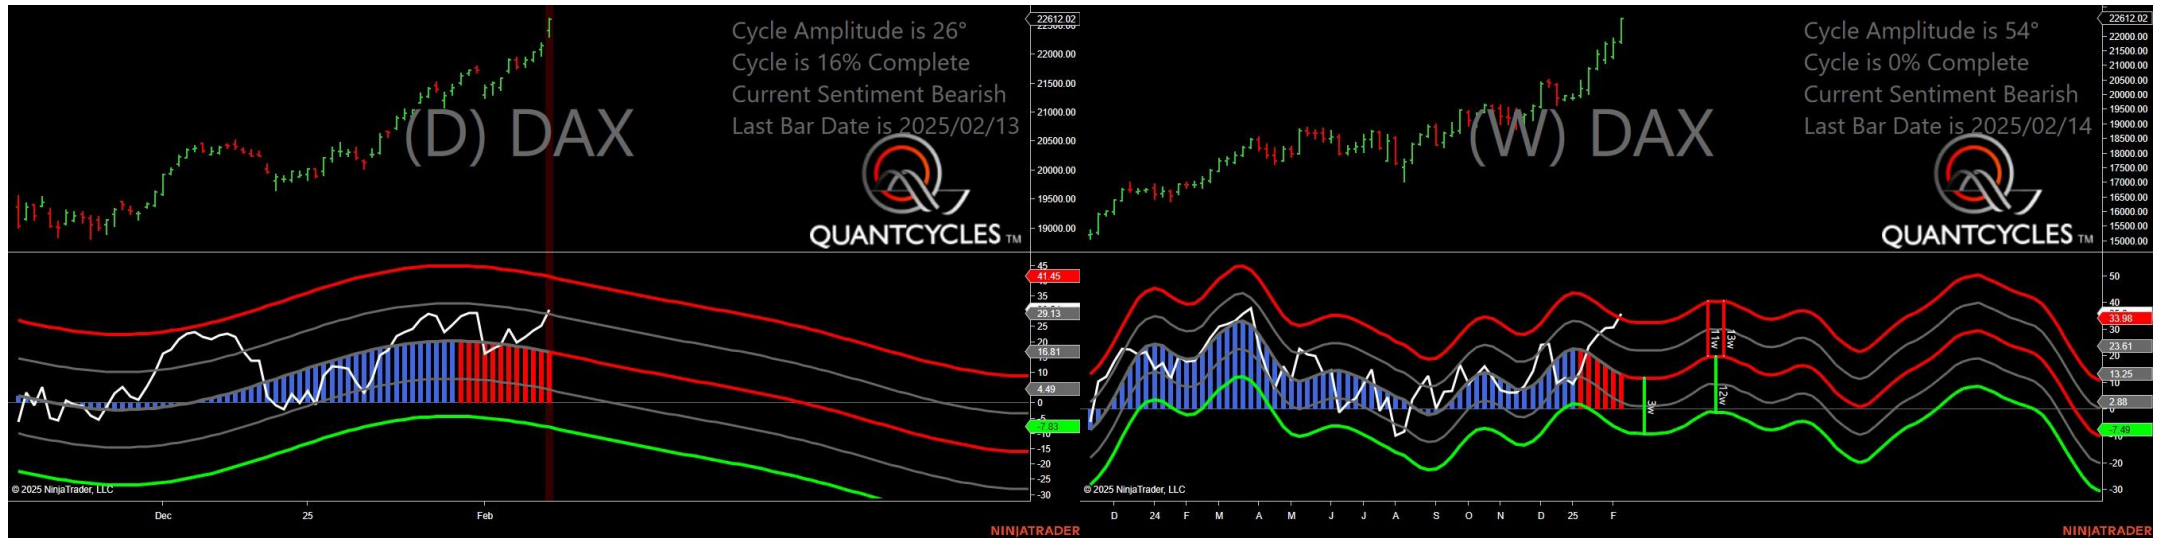 Cycle Amplitude is 26°
Cycle is 16% Complete
Current Sentiment Bearish
Last Bar Date is 2025/02/13
(D) DAX
QUANTCYCLES TM
22612.02
22000.00
21500.00
21000.00
20500.00
20000.00
19500.00
19000.00
45
41.45
35
29.13
25
16.81
10
4.49
0
-5
-7.83
-15
-20
-25
-30
© 2025 NinjaTrader, LLC
Dec
25
Feb
NINJATRADER
Cycle Amplitude is 54°
Cycle is 0% Complete
Current Sentiment Bearish
Last Bar Date is 2025/02/14
(W) DAX
QUANTCYCLES TM
22612.02
22000.00
21500.00
21000.00
20500.00
20000.00
19500.00
19000.00
18500.00
18000.00
17500.00
17000.00
16500.00
16000.00
15500.00
15000.00
50
40
33.98
30
23.61
20
13.25
10
2.88
0
-7.49
-20
-30
3w
11w
13w
12w
© 2025 NinjaTrader, LLC
D 24 F M A M J J A S O N D 25 F
NINJATRADER